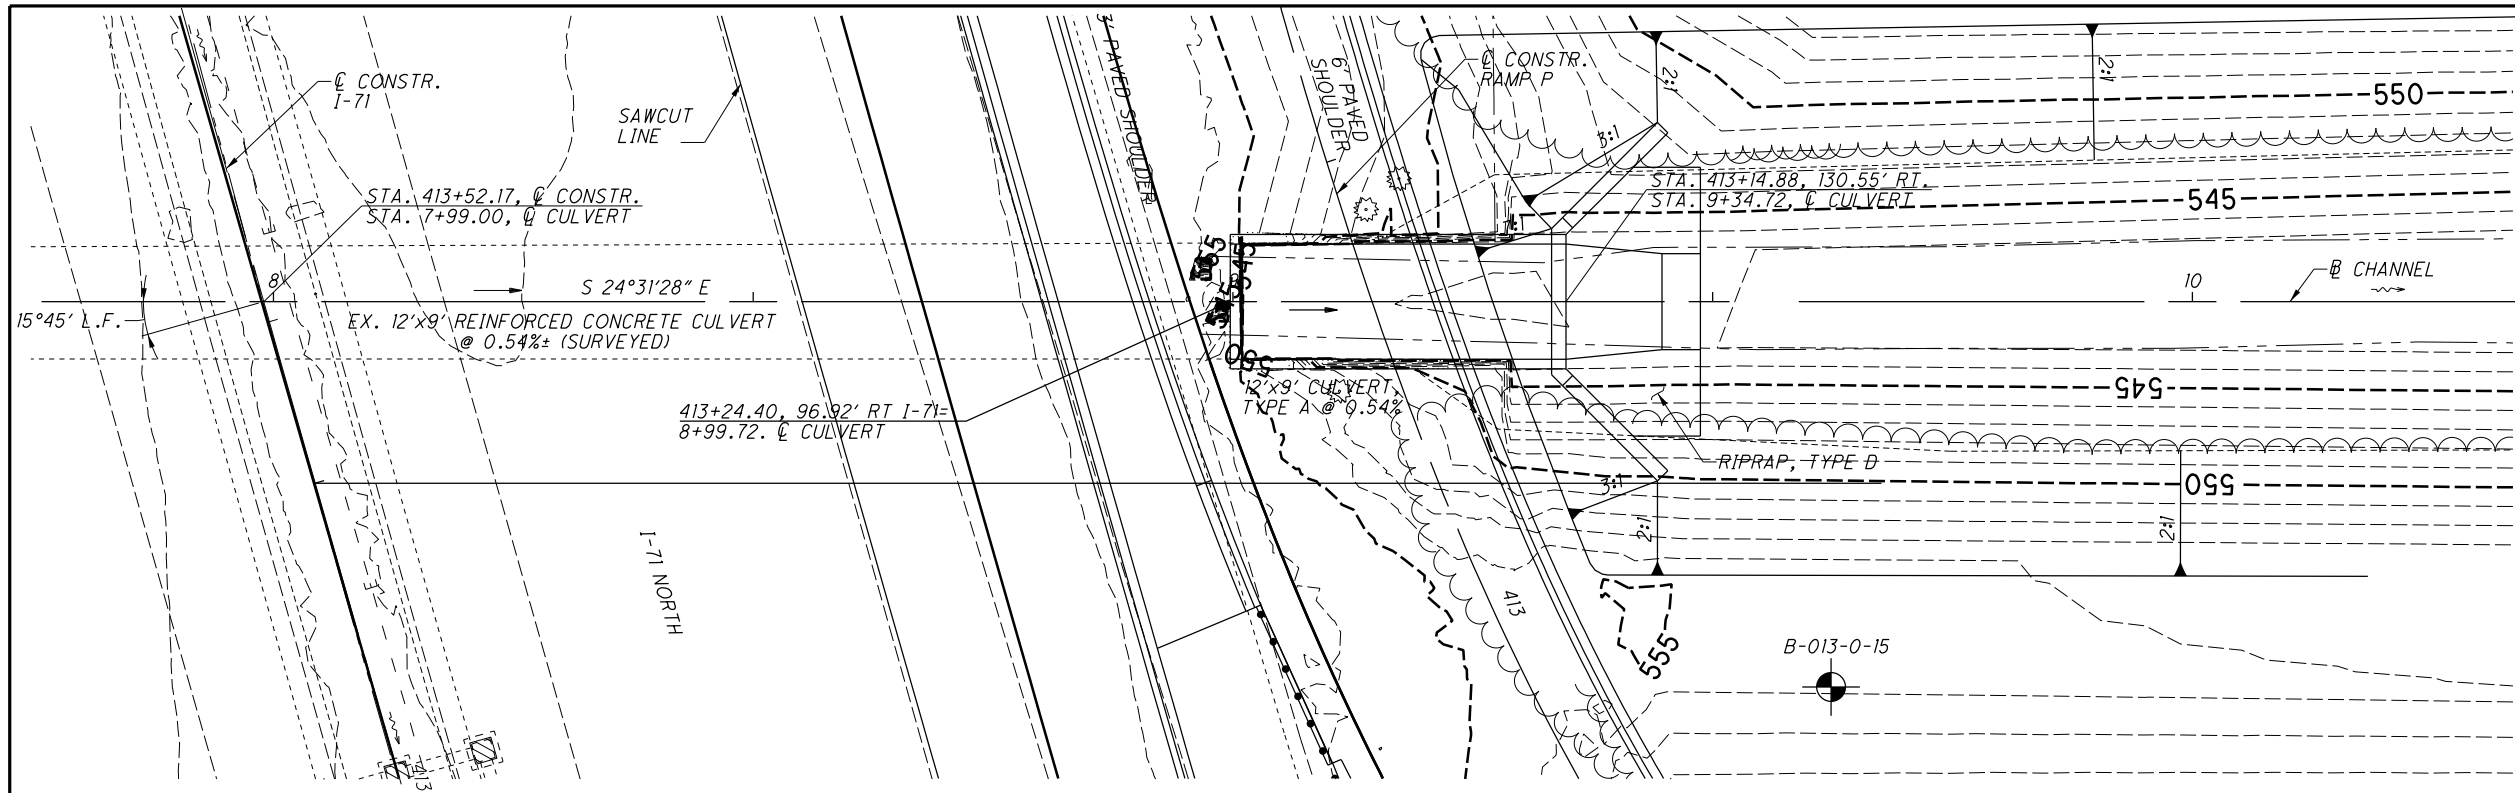 ℄ CONSTR.
I-71
SAWCUT
LINE
3' PAVED SHOULDER
6' PAVED
SHOULDER
℄ CONSTR.
RAMP P
2:1
2:1
3:1
550
STA. 413+52.17, ℄ CONSTR.
STA. 7+99.00, ℄ CULVERT
STA. 413+14.88, 130.55' RT.
STA. 9+34.72, ℄ CULVERT
545
8
S 24°31'28" E
545
10
℄ CHANNEL
15°45' L.F.
EX. 12'x9' REINFORCED CONCRETE CULVERT
@ 0.54%± (SURVEYED)
550
12'x9' CULVERT,
TYPE A @ 0.54%
545
413+24.40, 96.92' RT I-71=
8+99.72. ℄ CULVERT
RIPRAP, TYPE D
3:1
550
2:1
2:1
I-71 NORTH
413
555
B-013-0-15
413